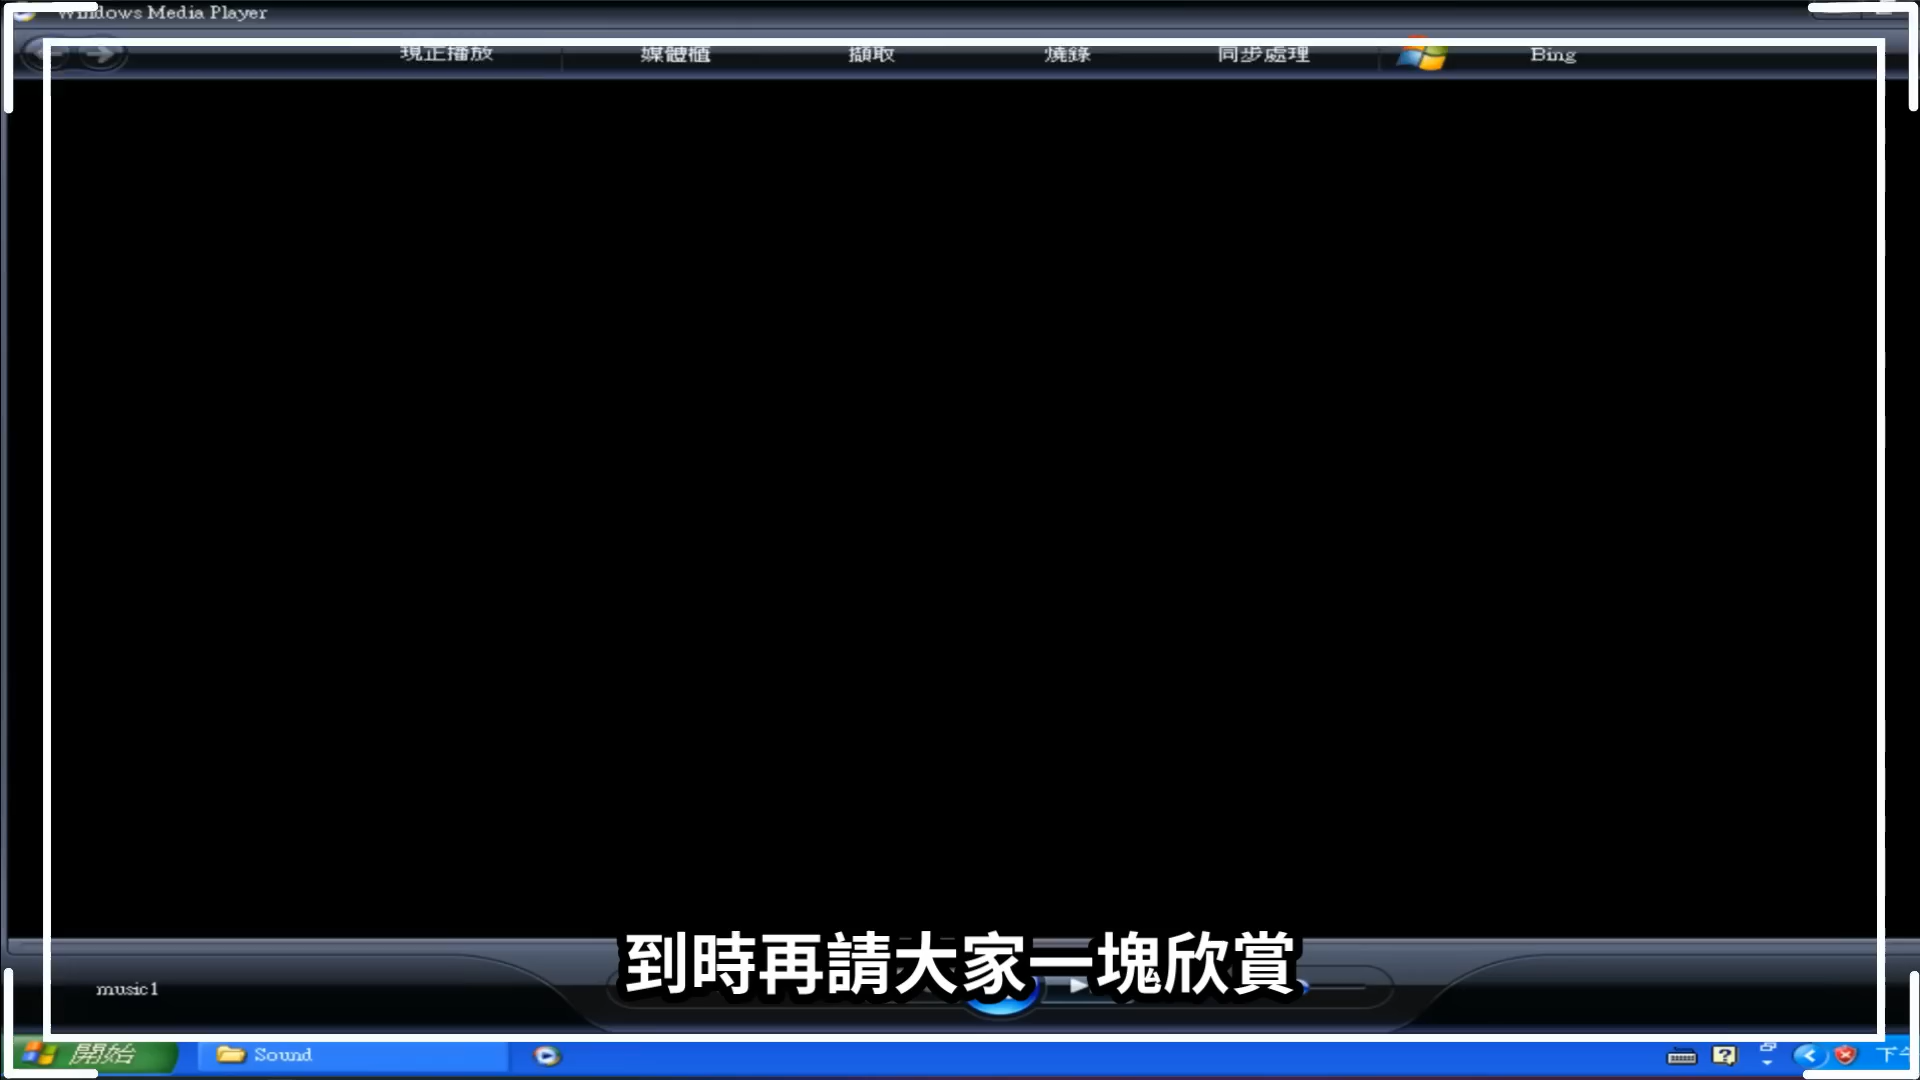 Windows Media Player
現正播放 媒體櫃 擷取 燒錄 同步處理 Bing
到時再請大家一塊欣賞
music1
開始 Sound